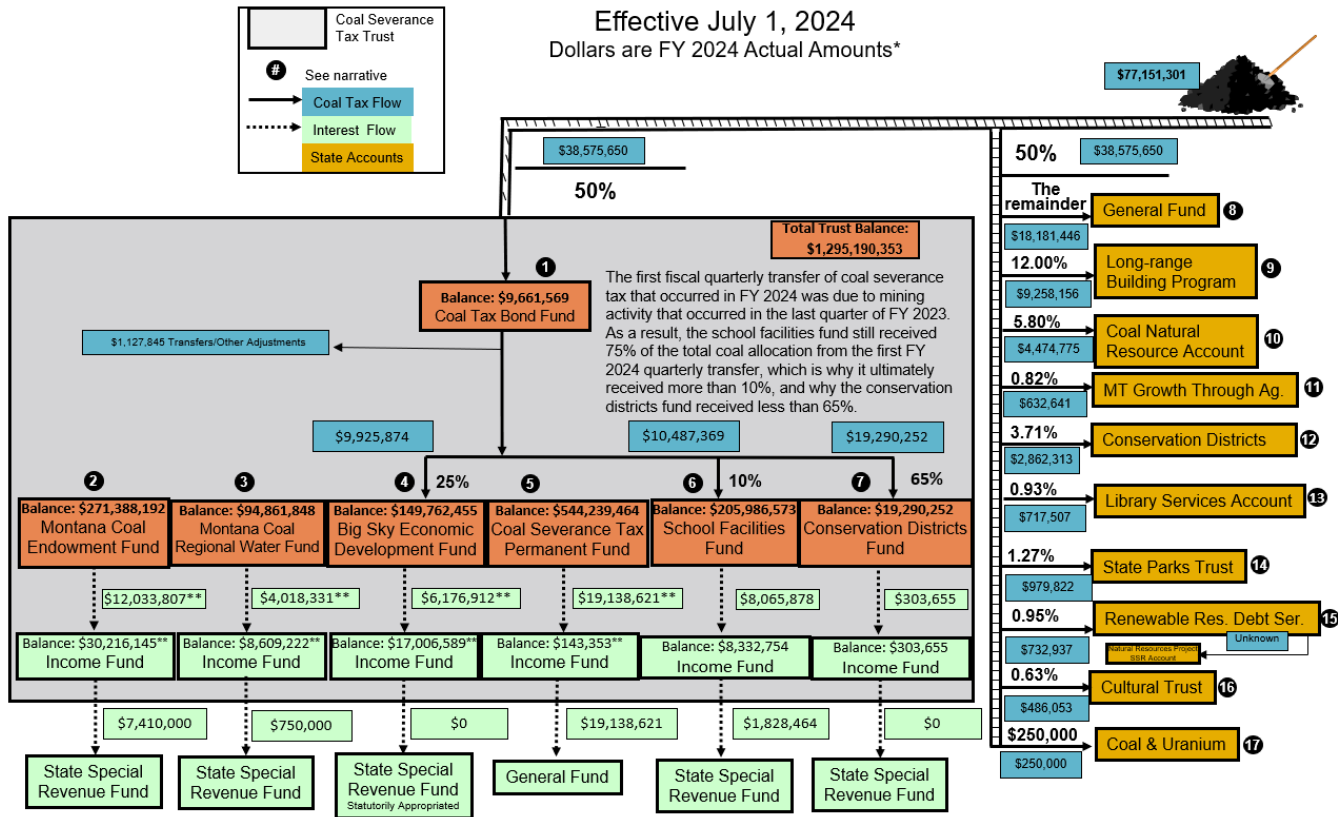 Effective July 1, 2024
Dollars are FY 2024 Actual Amounts*
Coal Severance
Tax Trust
#
See narrative
Coal Tax Flow
Interest Flow
State Accounts
$77,151,301
$38,575,650
50%
50%
$38,575,650
Total Trust Balance:
$1,295,190,353
1
Balance: $9,661,569
Coal Tax Bond Fund
The first fiscal quarterly transfer of coal severance
tax that occurred in FY 2024 was due to mining
activity that occurred in the last quarter of FY 2023.
As a result, the school facilities fund still received
75% of the total coal allocation from the first FY
2024 quarterly transfer, which is why it ultimately
received more than 10%, and why the conservation
districts fund received less than 65%.
$1,127,845 Transfers/Other Adjustments
$9,925,874
$10,487,369
$19,290,252
25%
10%
65%
2
Balance: $271,388,192
Montana Coal
Endowment Fund
$12,033,807**
Balance: $30,216,145**
Income Fund
$7,410,000
State Special
Revenue Fund
3
Balance: $94,861,848
Montana Coal
Regional Water Fund
$4,018,331**
Balance: $8,609,222**
Income Fund
$750,000
State Special
Revenue Fund
4
Balance: $149,762,455
Big Sky Economic
Development Fund
$6,176,912**
Balance: $17,006,589**
Income Fund
$0
State Special
Revenue Fund
Statutorily Appropriated
5
Balance: $544,239,464
Coal Severance Tax
Permanent Fund
$19,138,621**
Balance: $143,353**
Income Fund
$19,138,621
General Fund
6
Balance: $205,986,573
School Facilities
Fund
$8,065,878
Balance: $8,332,754
Income Fund
$1,828,464
State Special
Revenue Fund
7
Balance: $19,290,252
Conservation Districts
Fund
$303,655
Balance: $303,655
Income Fund
$0
State Special
Revenue Fund
The
remainder
$18,181,446
General Fund
8
12.00%
$9,258,156
Long-range
Building Program
9
5.80%
$4,474,775
Coal Natural
Resource Account
10
0.82%
$632,641
MT Growth Through Ag.
11
3.71%
$2,862,313
Conservation Districts
12
0.93%
$717,507
Library Services Account
13
1.27%
$979,822
State Parks Trust
14
0.95%
$732,937
Renewable Res. Debt Ser.
15
Unknown
Natural Resources Project
SSR Account
0.63%
$486,053
Cultural Trust
16
$250,000
$250,000
Coal & Uranium
17